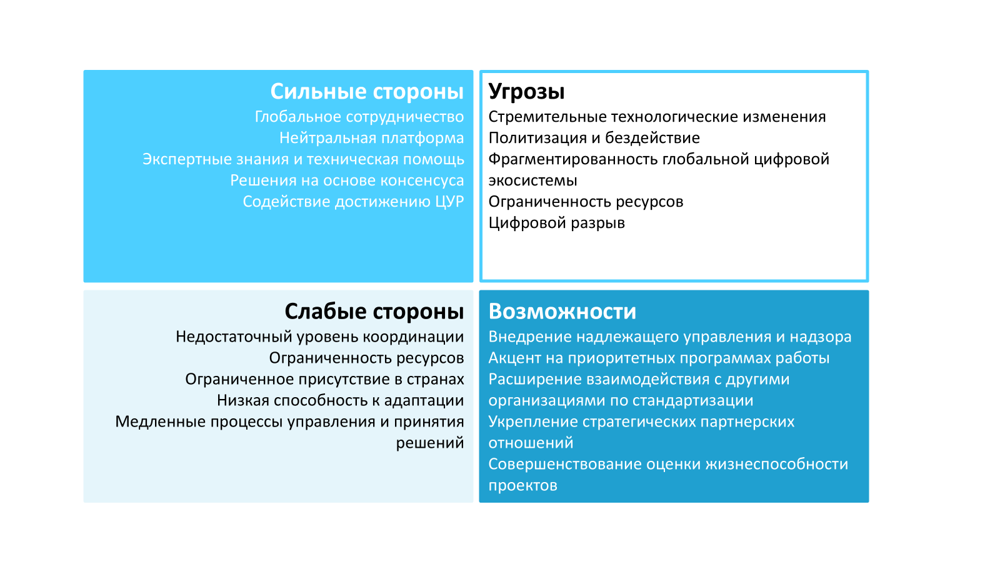 Сильные стороны
Глобальное сотрудничество
Нейтральная платформа
Экспертные знания и техническая помощь
Решения на основе консенсуса
Содействие достижению ЦУР
Угрозы
Стремительные технологические изменения
Политизация и бездействие
Фрагментированность глобальной цифровой
экосистемы
Ограниченность ресурсов
Цифровой разрыв
Слабые стороны
Недостаточный уровень координации
Ограниченность ресурсов
Ограниченное присутствие в странах
Низкая способность к адаптации
Медленные процессы управления и принятия
решений
Возможности
Внедрение надлежащего управления и надзора
Акцент на приоритетных программах работы
Расширение взаимодействия с другими
организациями по стандартизации
Укрепление стратегических партнерских
отношений
Совершенствование оценки жизнеспособности
проектов